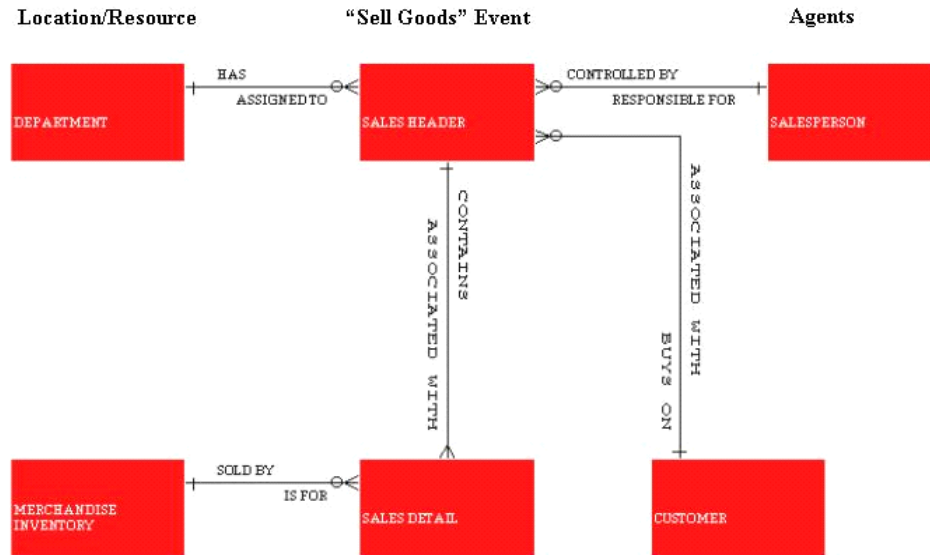 Location/Resource
“Sell Goods” Event
Agents
HAS
ASSIGNED TO
CONTROLLED BY
RESPONSIBLE FOR
DEPARTMENT
SALES HEADER
SALESPERSON
CONTAINS
ASSOCIATED WITH
ASSOCIATED WITH
BUYS ON
SOLD BY
IS FOR
MERCHANDISE
INVENTORY
SALES DETAIL
CUSTOMER